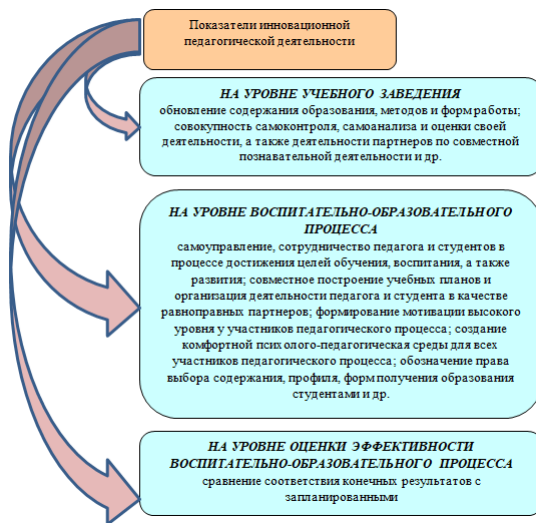 Показатели инновационной
педагогической деятельности
НА УРОВНЕ УЧЕБНОГО ЗАВЕДЕНИЯ
обновление содержания образования, методов и форм работы;
совокупность самоконтроля, самоанализа и оценки своей
деятельности, а также деятельности партнеров по совместной
познавательной деятельности и др.
НА УРОВНЕ ВОСПИТАТЕЛЬНО-ОБРАЗОВАТЕЛЬНОГО
ПРОЦЕССА
самоуправление, сотрудничество педагога и студентов в
процессе достижения целей обучения, воспитания, а также
развития; совместное построение учебных планов и
организация деятельности педагога и студента в качестве
равноправных партнеров; формирование мотивации высокого
уровня у участников педагогического процесса; создание
комфортной психолого-педагогическая среды для всех
участников педагогического процесса; обозначение права
выбора содержания, профиля, форм получения образования
студентами и др.
НА УРОВНЕ ОЦЕНКИ ЭФФЕКТИВНОСТИ
ВОСПИТАТЕЛЬНО-ОБРАЗОВАТЕЛЬНОГО ПРОЦЕССА
сравнение соответствия конечных результатов с
запланированными